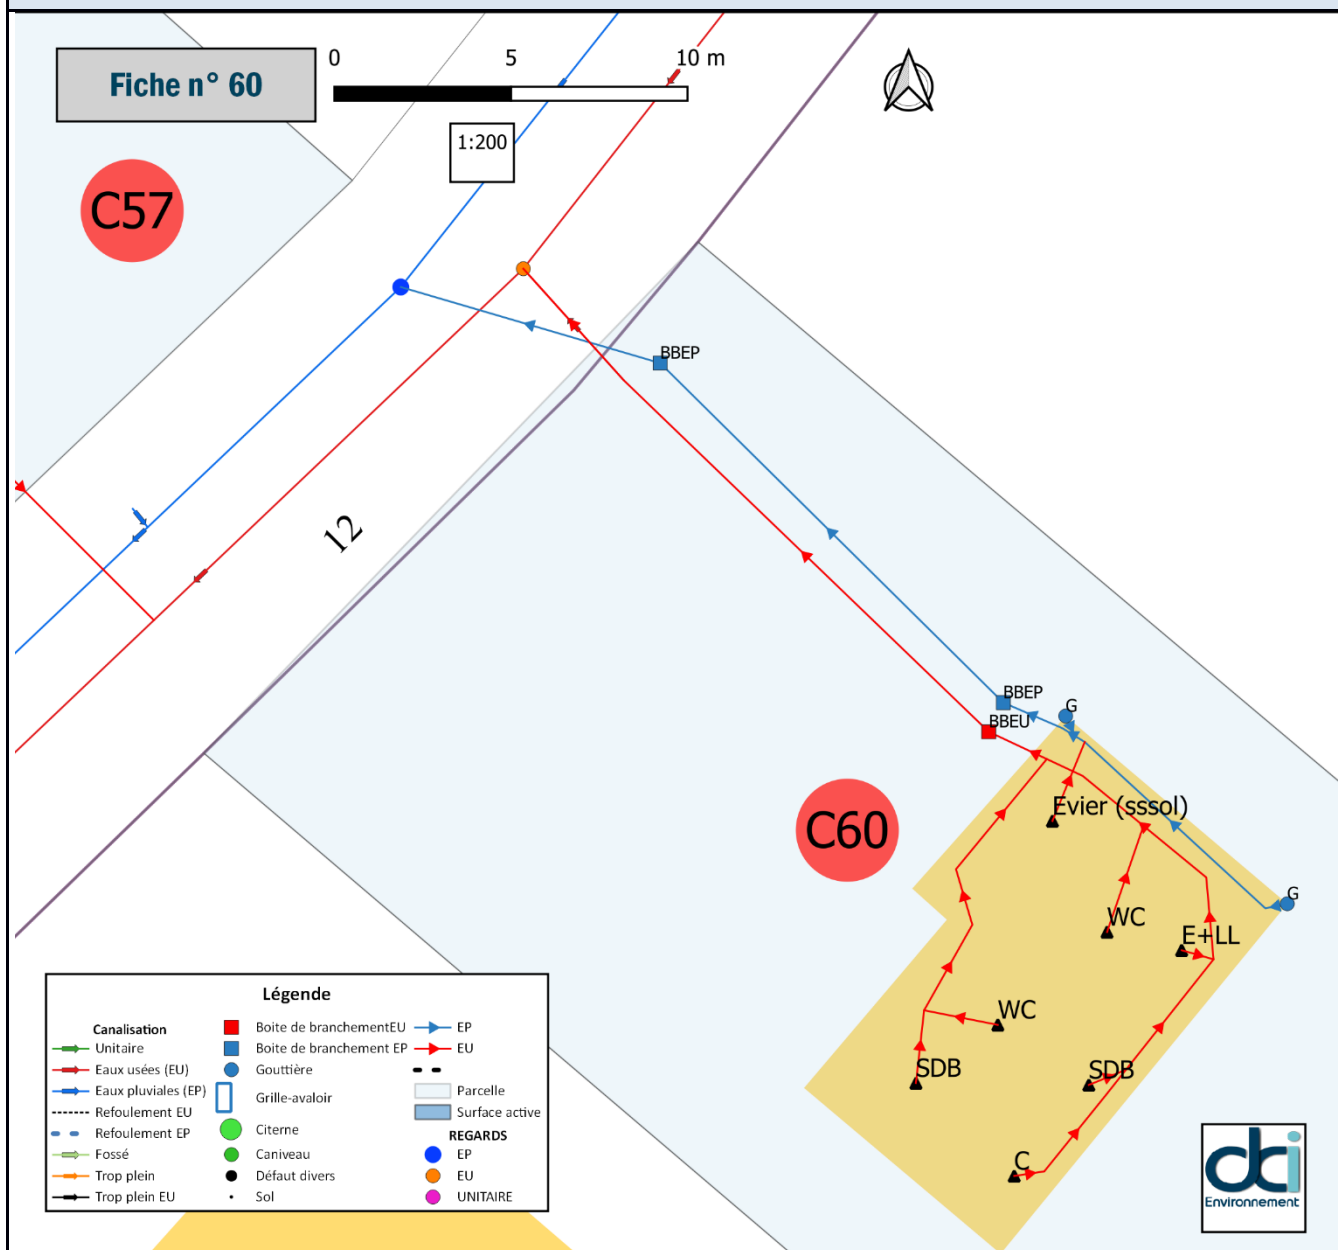 Fiche n° 60
0 5 10 m
1:200
C57
BBEP
12
BBEP
G
BBEU
Evier (sssol)
C60
G
WC
E+LL
WC
SDB
SDB
C
Légende
Canalisation
Unitaire
Eaux usées (EU)
Eaux pluviales (EP)
Refoulement EU
Refoulement EP
Fossé
Trop plein
Trop plein EU
Boite de branchementEU
Boite de branchement EP
Gouttière
Grille-avaloir
Citerne
Caniveau
Défaut divers
Sol
EP
EU
Parcelle
Surface active
REGARDS
EP
EU
UNITAIRE
dci
Environnement